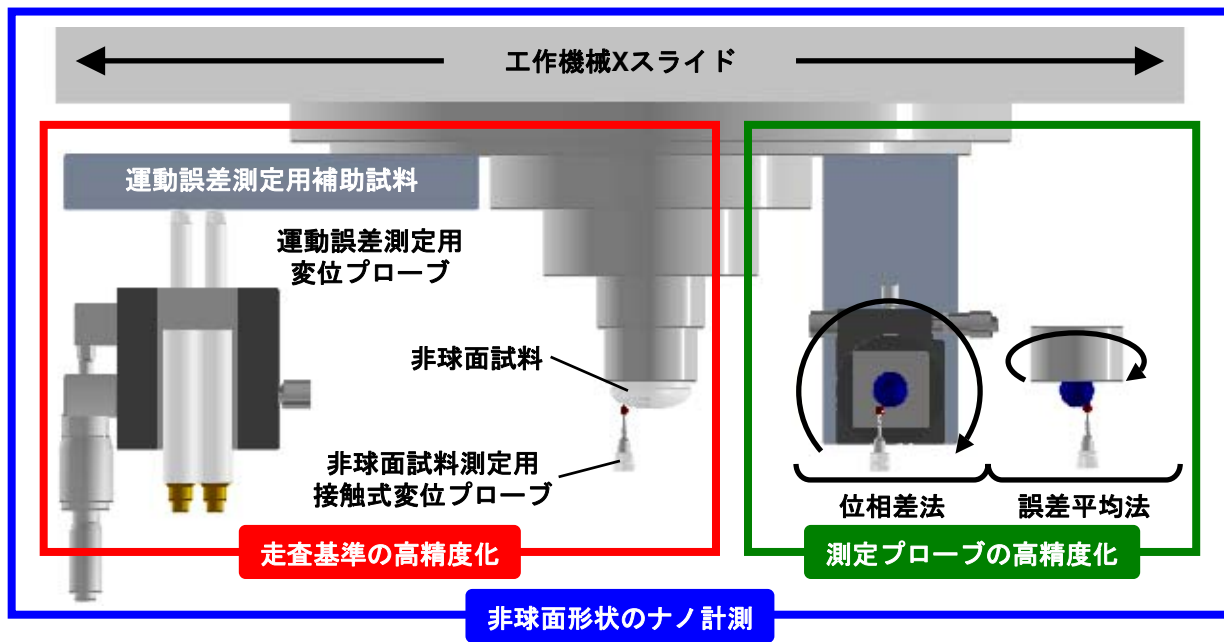 工作機械Xスライド
運動誤差測定用補助試料
運動誤差測定用
変位プローブ
非球面試料
非球面試料測定用
接触式変位プローブ
位相差法
誤差平均法
走査基準の高精度化
測定プローブの高精度化
非球面形状のナノ計測